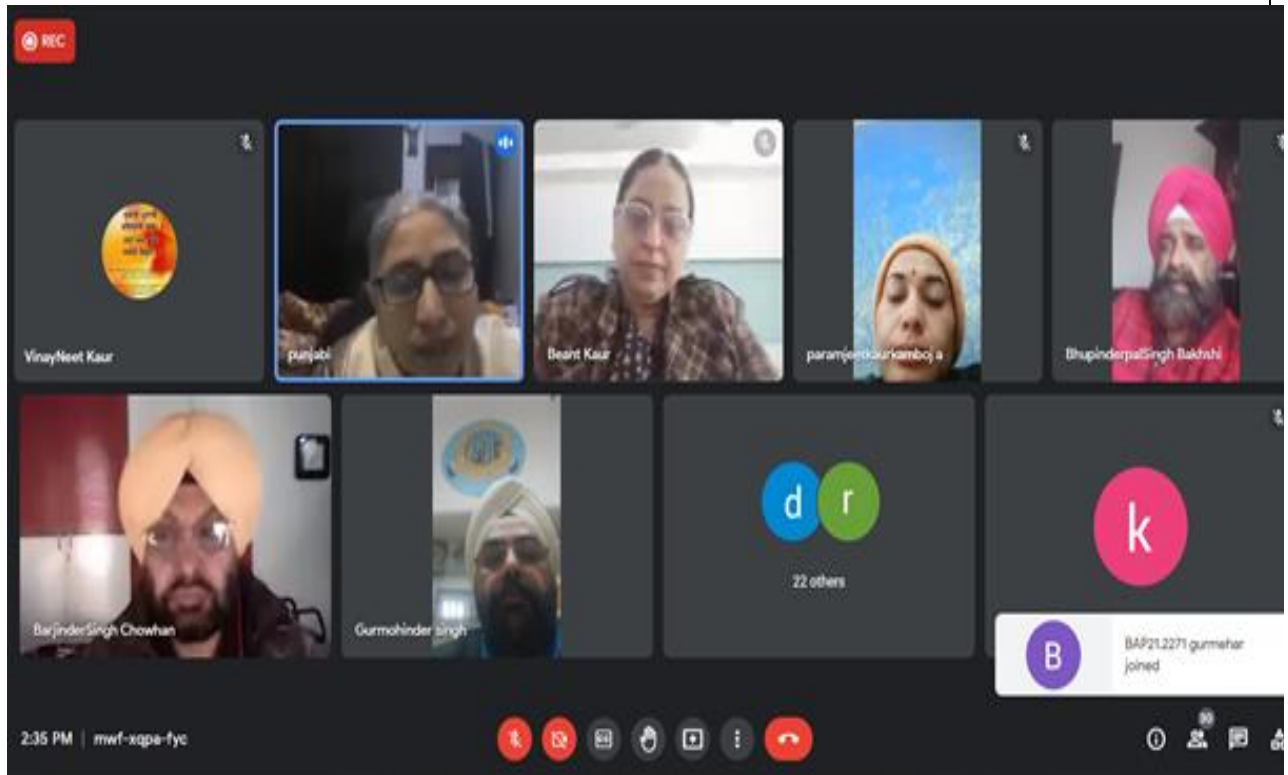 REC
VinayNeet Kaur
punjabi
Beant Kaur
paramjeetkaurkamboj a
BhupinderpalSingh Bakhshi
BarjinderSingh Chowhan
Gurmohinder singh
d r
22 others
k
B
BAP21.2271 gurmehar
joined
2:35 PM | mwf-xqpa-fyc
30